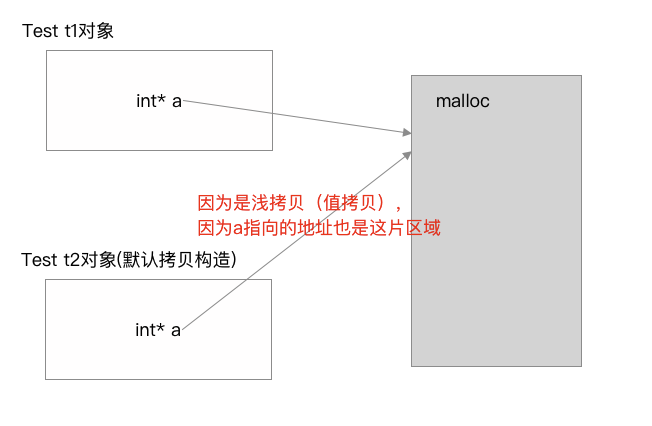 Test t1对象
int* a
malloc
因为是浅拷贝（值拷贝），
因为a指向的地址也是这片区域
Test t2对象(默认拷贝构造)
int* a